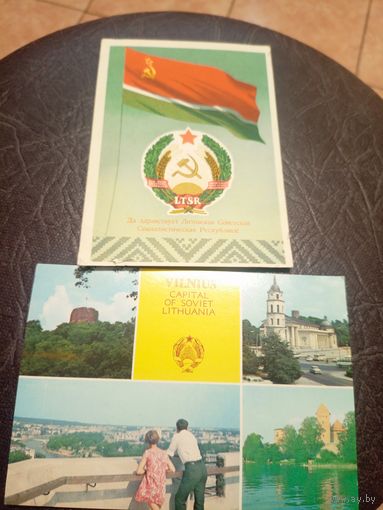 LTSR
Да здравствует Литовская Советская
Социалистическая Республика!
VILNIUS
CAPITAL
OF SOVIET
LITHUANIA